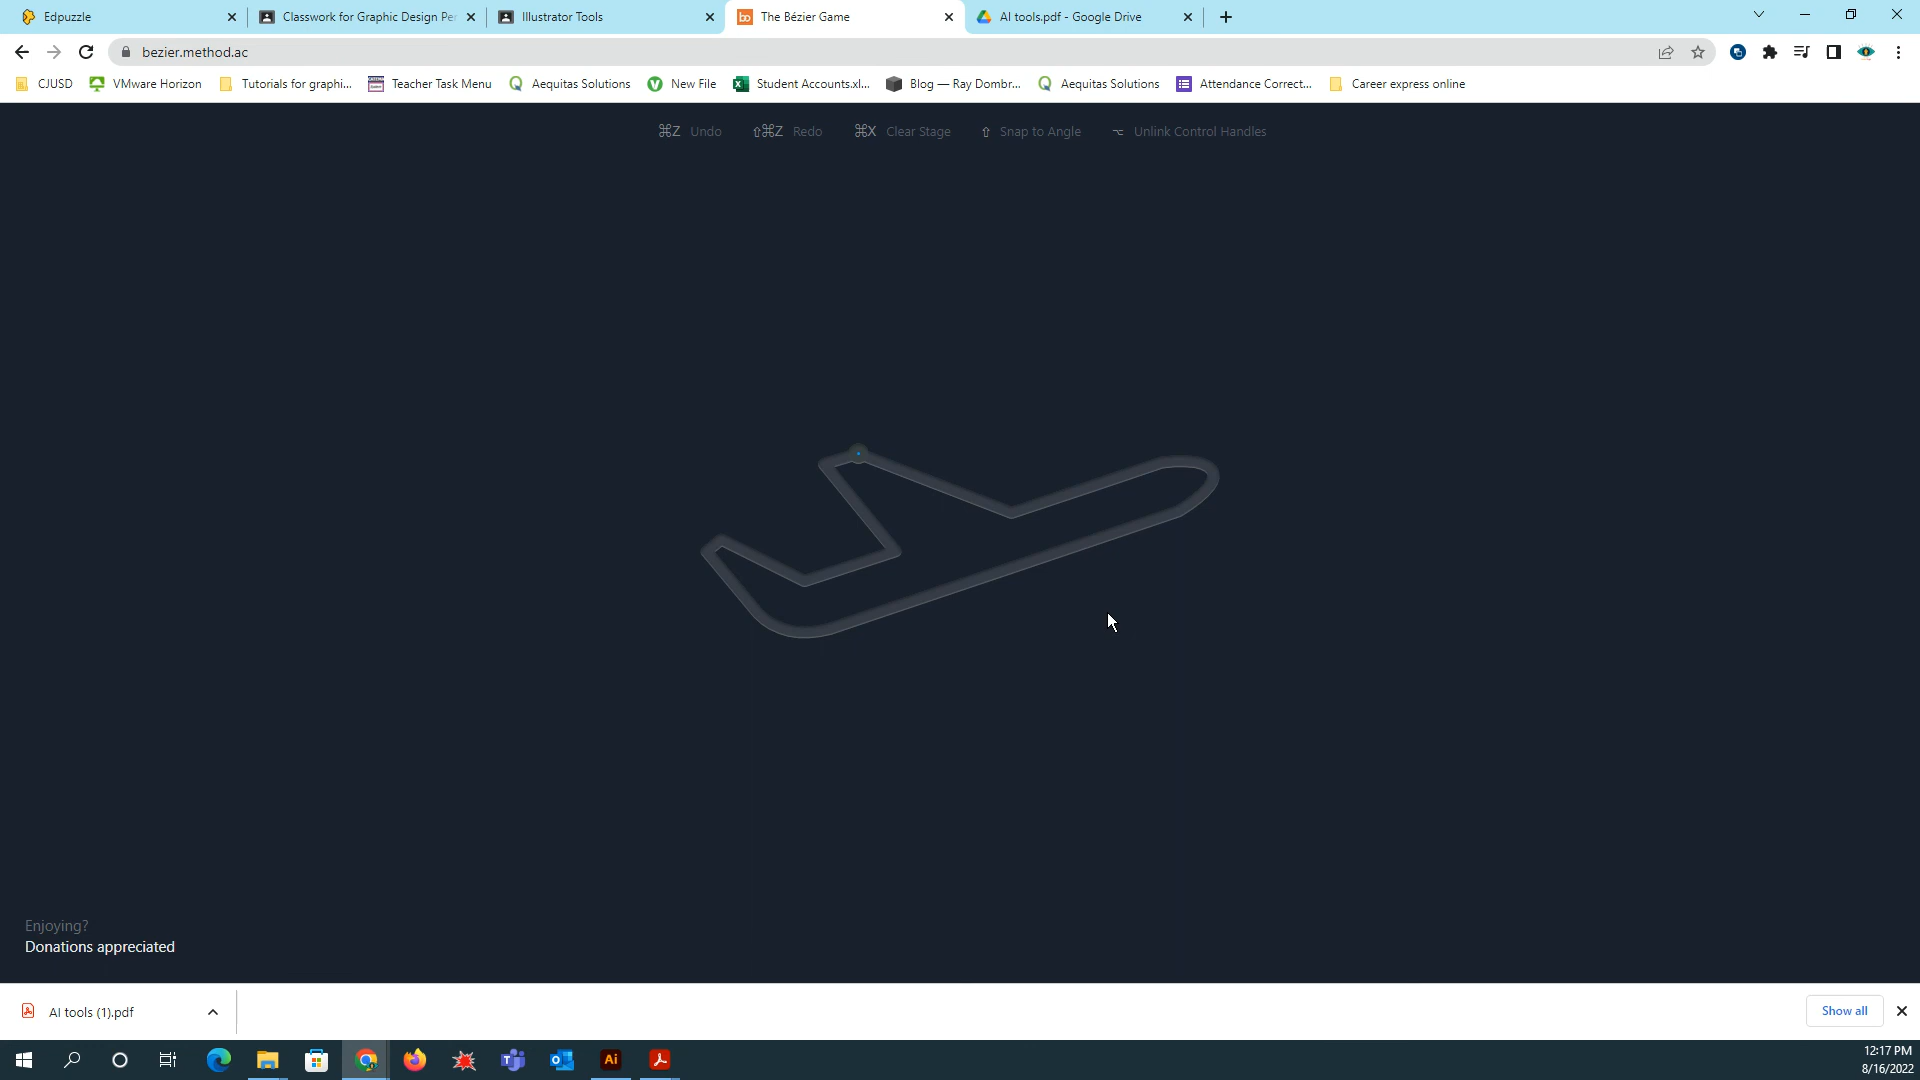 Edpuzzle
Classwork for Graphic Design Per
Illustrator Tools
The Bézier Game
AI tools.pdf - Google Drive
bezier.method.ac
CJUSD
VMware Horizon
Tutorials for graphi...
Teacher Task Menu
Aequitas Solutions
New File
Student Accounts.xl...
Blog — Ray Dombr...
Aequitas Solutions
Attendance Correct...
Career express online
⌘Z Undo
⇧⌘Z Redo
⌘X Clear Stage
⇧ Snap to Angle
⌥ Unlink Control Handles
Enjoying?
Donations appreciated
AI tools (1).pdf
Show all
Ai
12:17 PM
8/16/2022